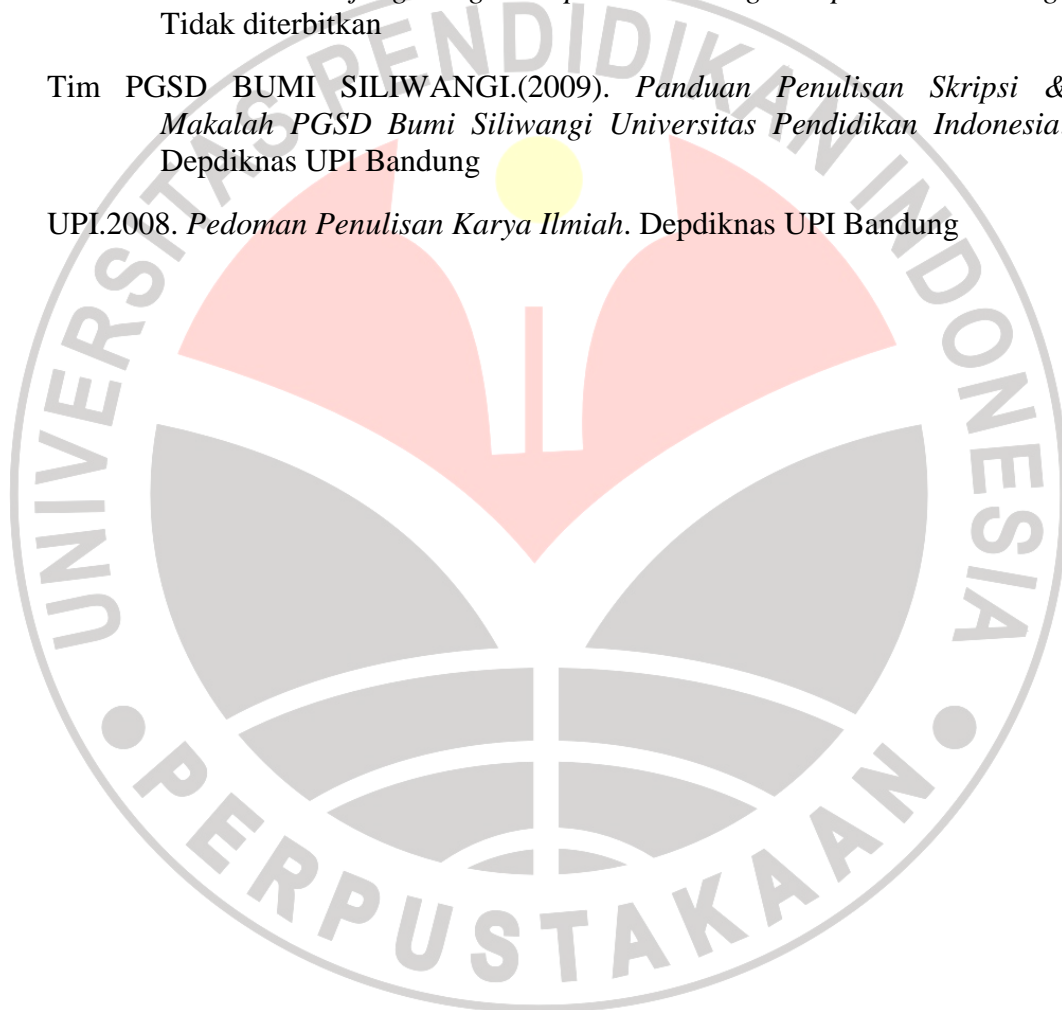 Tidak diterbitkan
Tim PGSD BUMI SILIWANGI.(2009). Panduan Penulisan Skripsi &
Makalah PGSD Bumi Siliwangi Universitas Pendidikan Indonesia
Depdiknas UPI Bandung
UPI.2008. Pedoman Penulisan Karya Ilmiah. Depdiknas UPI Bandung
UNIVERSITAS PENDIDIKAN INDONESIA
PERPUSTAKAAN